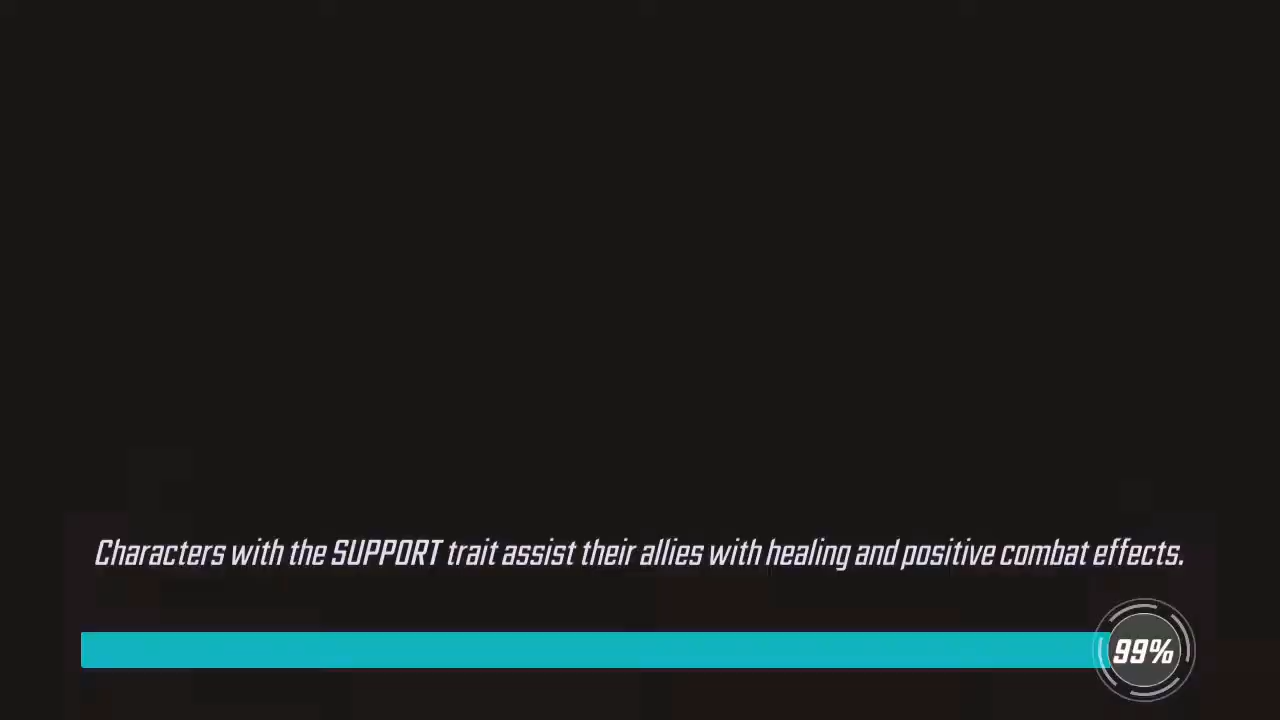 Characters with the SUPPORT trait assist their allies with healing and positive combat effects.
99%